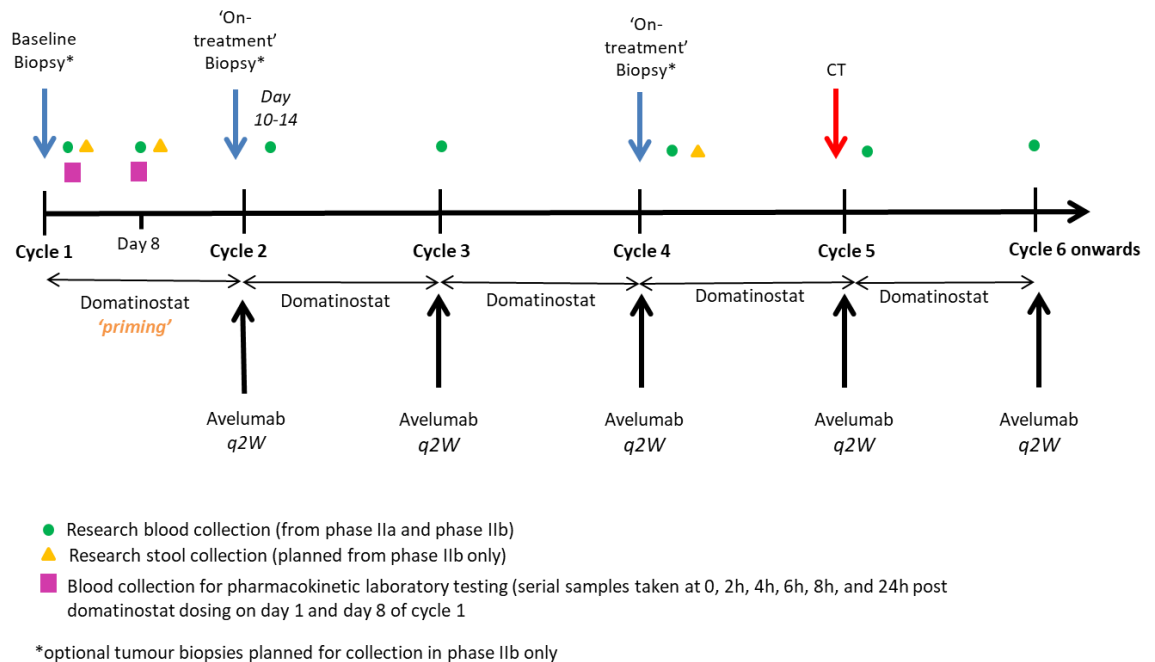 Baseline
Biopsy*
‘On-
treatment’
Biopsy*
Day
10-14
‘On-
treatment’
Biopsy*
CT
Cycle 1
Day 8
Cycle 2
Cycle 3
Cycle 4
Cycle 5
Cycle 6 onwards
Domatinostat
‘priming’
Domatinostat
Domatinostat
Domatinostat
Domatinostat
Avelumab
q2W
Avelumab
q2W
Avelumab
q2W
Avelumab
q2W
Avelumab
q2W
Research blood collection (from phase IIa and phase IIb)
Research stool collection (planned from phase IIb only)
Blood collection for pharmacokinetic laboratory testing (serial samples taken at 0, 2h, 4h, 6h, 8h, and 24h post
domatinostat dosing on day 1 and day 8 of cycle 1
*optional tumour biopsies planned for collection in phase IIb only